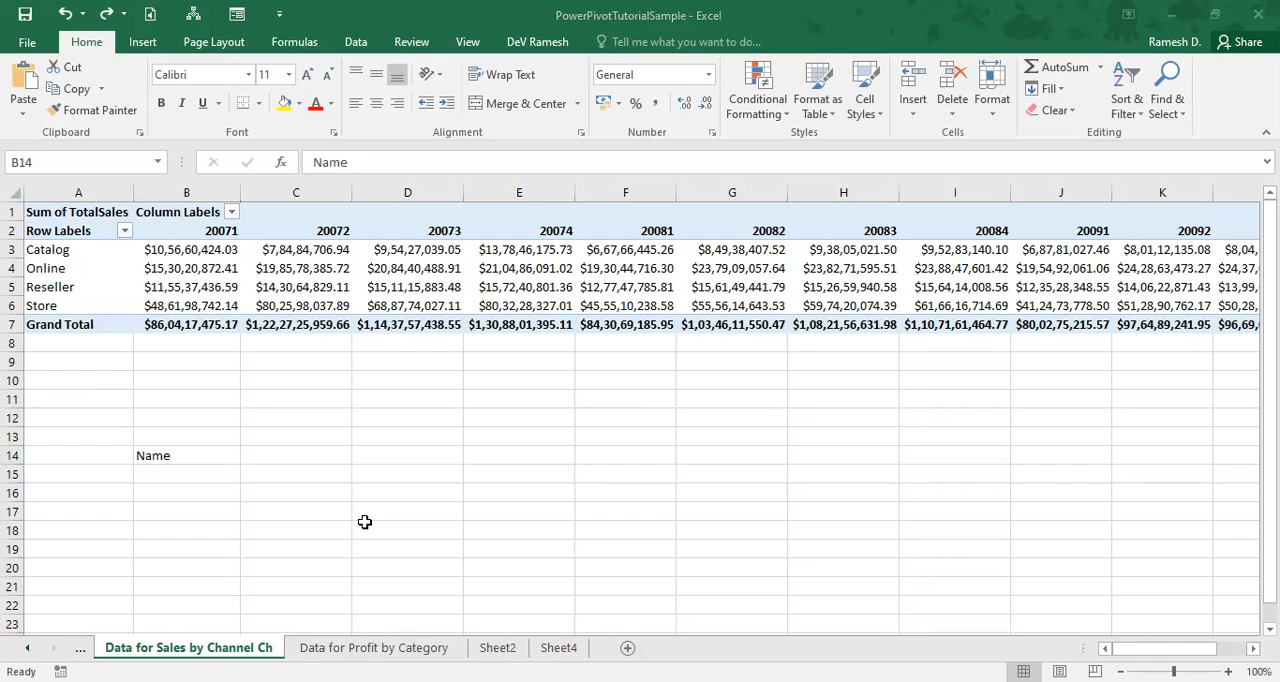 PowerPivotTutorialSample - Excel
File Home Insert Page Layout Formulas Data Review View DeV Ramesh Tell me what you want to do... Ramesh D. Share
Paste Cut
Copy
Format Painter
Clipboard
Calibri 11
B I U A
Font
Wrap Text
Merge & Center
Alignment
General
%
Number
Conditional Formatting
Format as Table
Cell Styles
Styles
Insert Delete Format
Cells
AutoSum
Fill
Clear
Sort & Filter
Find & Select
Editing
B14 fx Name
A B C D E F G H I J K
1 Sum of TotalSales Column Labels
2 Row Labels 20071 20072 20073 20074 20081 20082 20083 20084 20091 20092
3 Catalog $10,56,60,424.03 $7,84,84,706.94 $9,54,27,039.05 $13,78,46,175.73 $6,67,66,445.26 $8,49,38,407.52 $9,38,05,021.50 $9,52,83,140.10 $6,87,81,027.46 $8,01,12,135.08 $8,04,
4 Online $15,30,20,872.41 $19,85,78,385.72 $20,84,40,488.91 $21,04,86,091.02 $19,30,44,716.30 $23,79,09,057.64 $23,82,71,595.51 $23,88,47,601.42 $19,54,92,061.06 $24,28,63,473.27 $24,37,
5 Reseller $11,55,37,436.59 $14,30,64,829.11 $15,11,15,883.48 $15,72,40,801.36 $12,77,47,785.81 $15,61,49,441.79 $15,26,59,940.58 $15,64,14,008.56 $12,35,28,348.55 $14,06,22,871.43 $13,99,
6 Store $48,61,98,742.14 $80,25,98,037.89 $68,87,74,027.11 $80,32,28,327.01 $45,55,10,238.58 $55,56,14,643.53 $59,74,20,074.39 $61,66,16,714.69 $41,24,73,778.50 $51,28,90,762.17 $50,28,
7 Grand Total $86,04,17,475.17 $1,22,27,25,959.66 $1,14,37,57,438.55 $1,30,88,01,395.11 $84,30,69,185.95 $1,03,46,11,550.47 $1,08,21,56,631.98 $1,10,71,61,464.77 $80,02,75,215.57 $97,64,89,241.95 $96,69,
8
9
10
11
12
13
14 Name
15
16
17
18
19
20
21
22
23
... Data for Sales by Channel Ch Data for Profit by Category Sheet2 Sheet4
Ready 100%